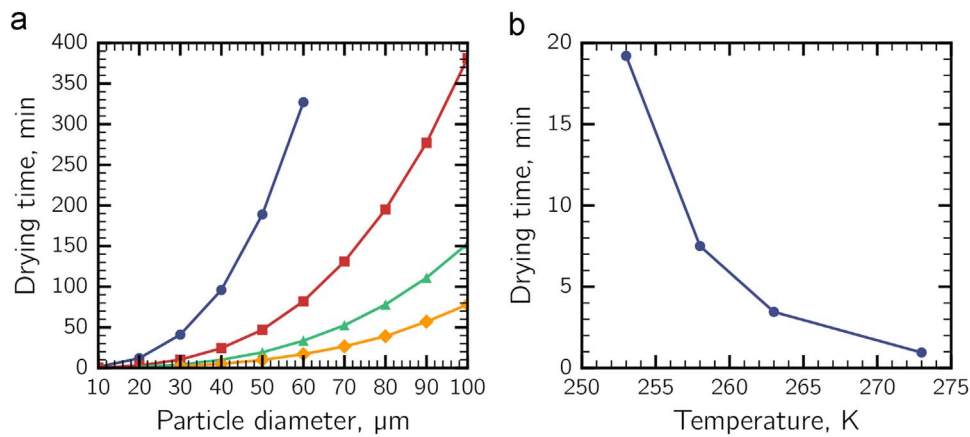 a
400
350
300
250
200
150
100
50
0
Drying time, min
10 20 30 40 50 60 70 80 90 100
Particle diameter, µm
b
20
15
10
5
0
Drying time, min
250 255 260 265 270 275
Temperature, K